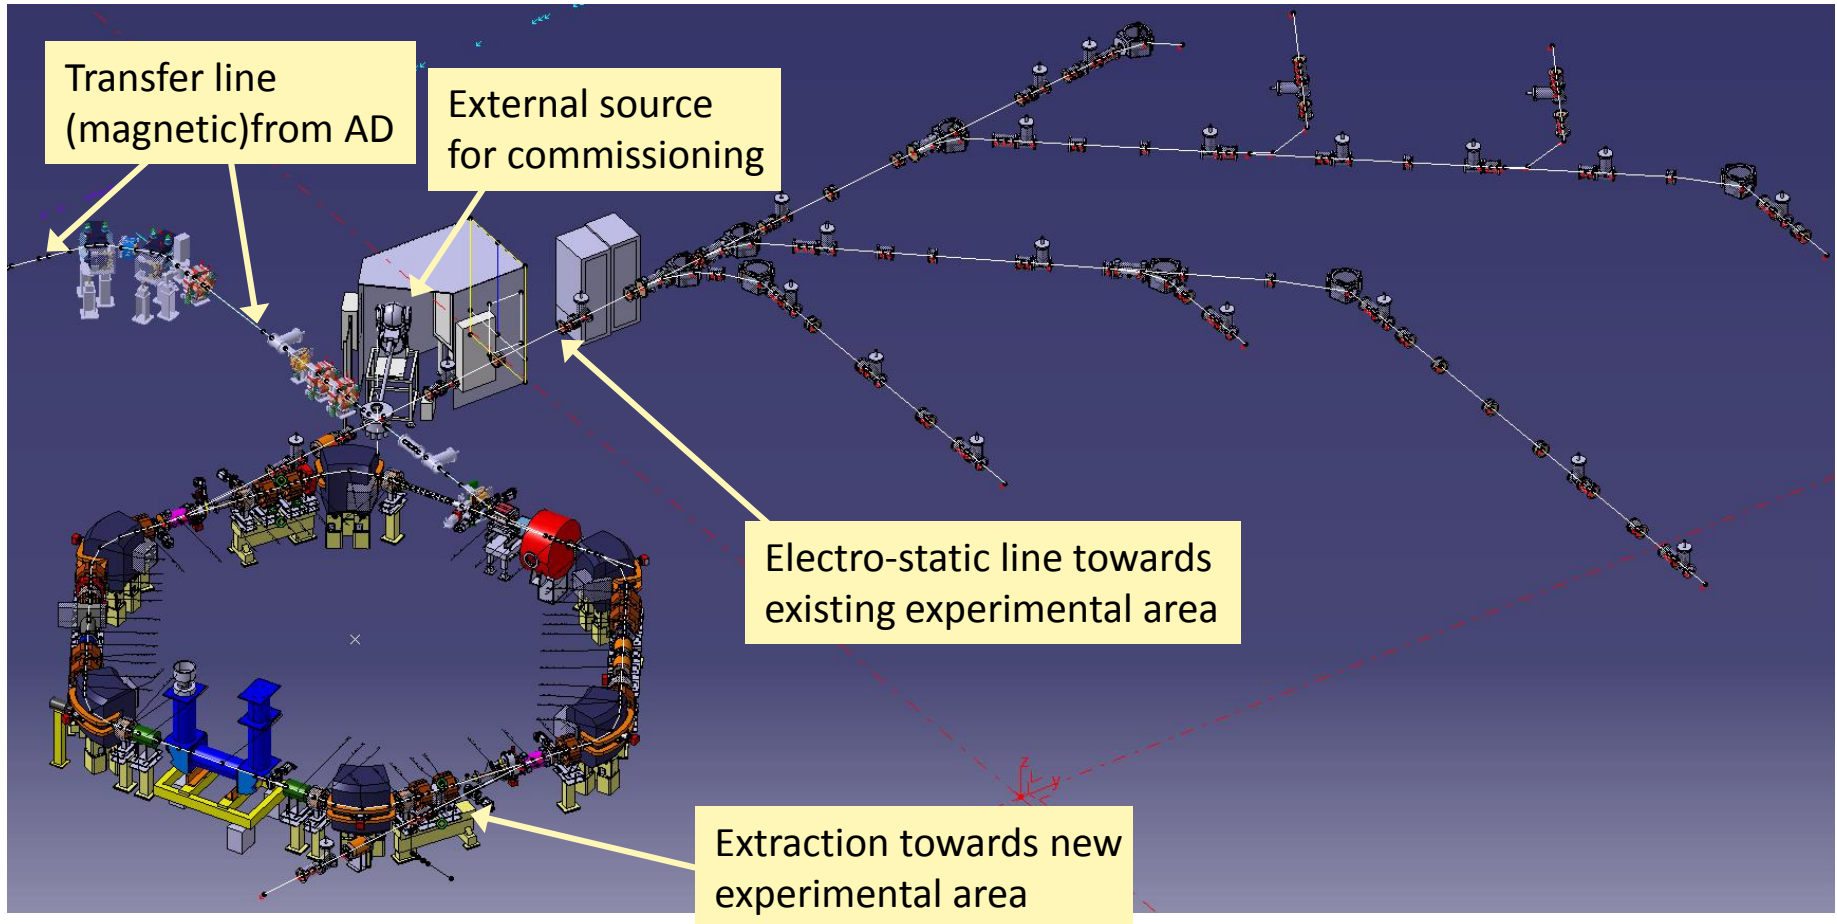 Transfer line
(magnetic)from AD
External source
for commissioning
Electro-static line towards
existing experimental area
Extraction towards new
experimental area
z
y